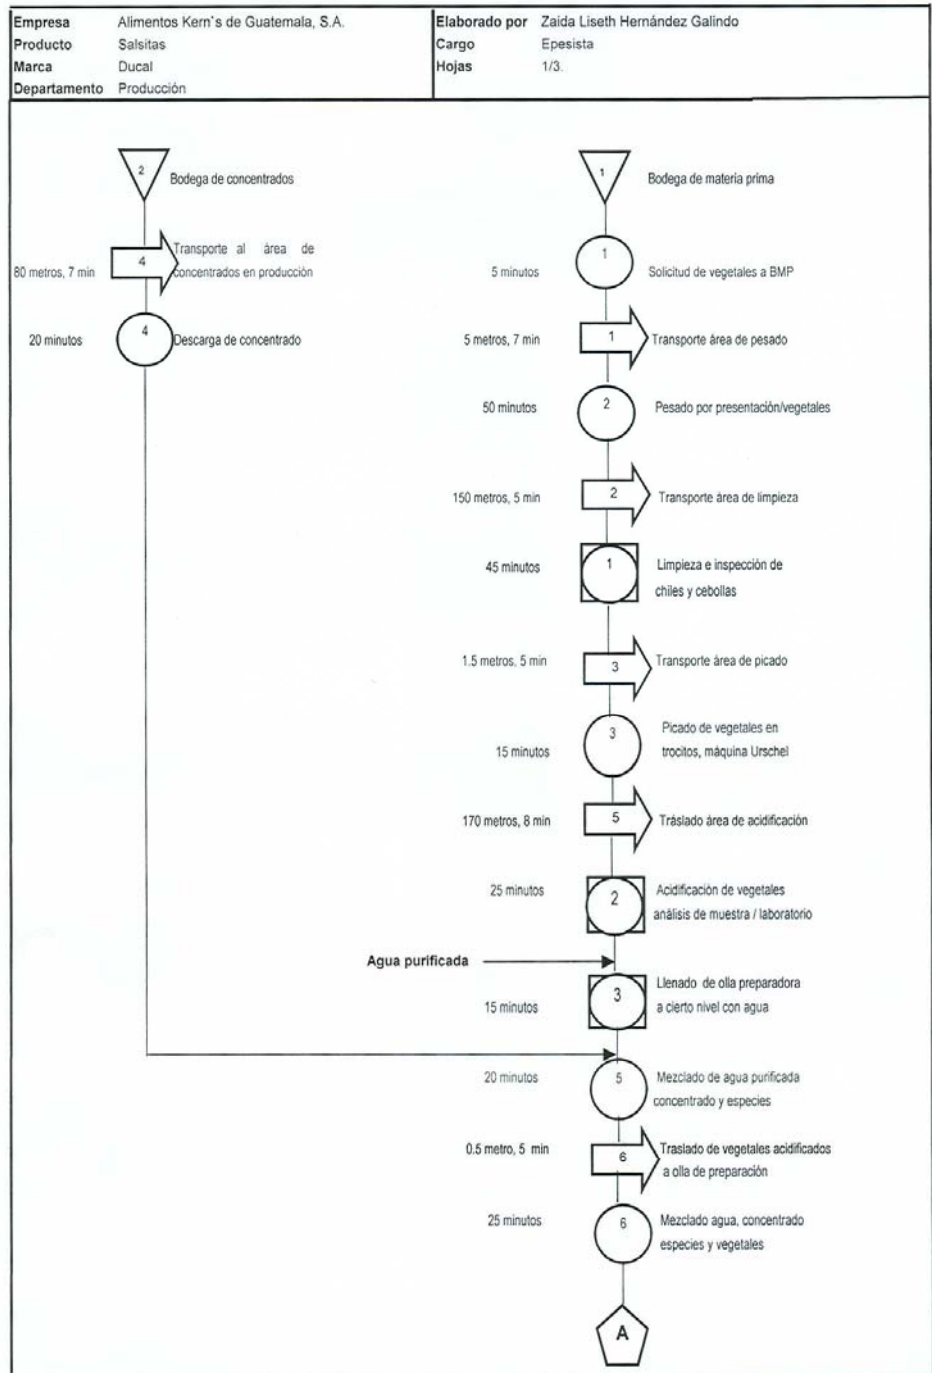 Empresa Alimentos Kern`s de Guatemala, S.A.
Producto Salsitas
Marca Ducal
Departamento Producción
Elaborado por Zaida Liseth Hernández Galindo
Cargo Epesista
Hojas 1/3.
2 Bodega de concentrados
80 metros, 7 min 4 Transporte al área de
concentrados en producción
20 minutos 4 Descarga de concentrado
1 Bodega de materia prima
5 minutos 1 Solicitud de vegetales a BMP
5 metros, 7 min 1 Transporte área de pesado
50 minutos 2 Pesado por presentación/vegetales
150 metros, 5 min 2 Transporte área de limpieza
45 minutos 1 Limpieza e inspección de
chiles y cebollas
1.5 metros, 5 min 3 Transporte área de picado
3 Picado de vegetales en
15 minutos trocitos, máquina Urschel
170 metros, 8 min 5 Tráslado área de acidificación
25 minutos 2 Acidificación de vegetales
análisis de muestra / laboratorio
Agua purificada
3 Llenado de olla preparadora
15 minutos a cierto nivel con agua
20 minutos 5 Mezclado de agua purificada
concentrado y especies
0.5 metro, 5 min 6 Traslado de vegetales acidificados
a olla de preparación
25 minutos 6 Mezclado agua, concentrado
especies y vegetales
A